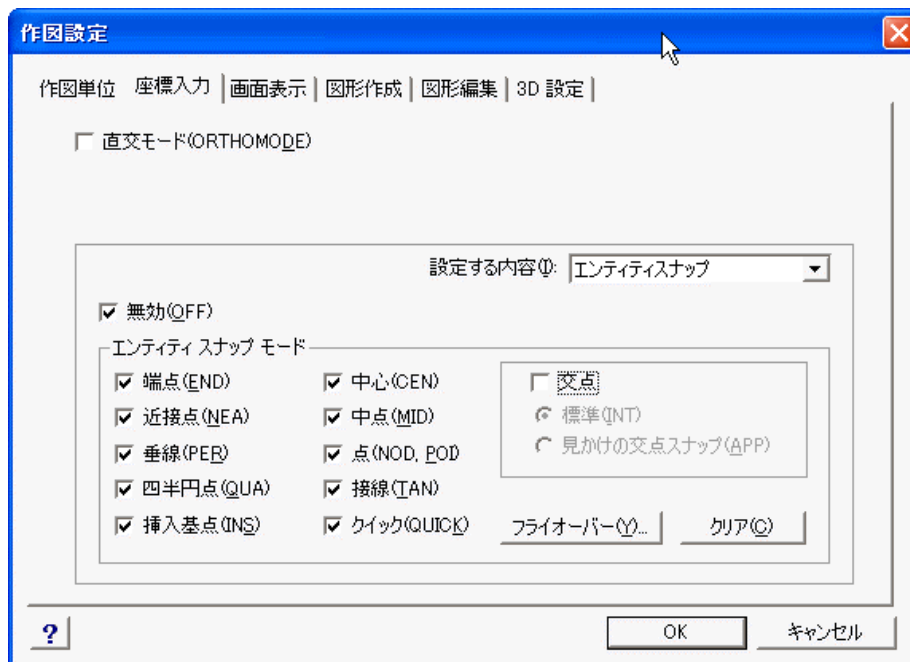 作図設定
作図単位 座標入力 画面表示 図形作成 図形編集 3D 設定
直交モード(ORTHOMODE)
設定する内容(I): エンティティスナップ
無効(OFF)
エンティティ スナップ モード
端点(END) 中心(CEN) 交点
近接点(NEA) 中点(MID) 標準(INT)
垂線(PER) 点(NOD, POI) 見かけの交点スナップ(APP)
四半円点(QUA) 接線(TAN)
挿入基点(INS) クイック(QUICK) フライオーバー(Y)... クリア(C)
? OK キャンセル